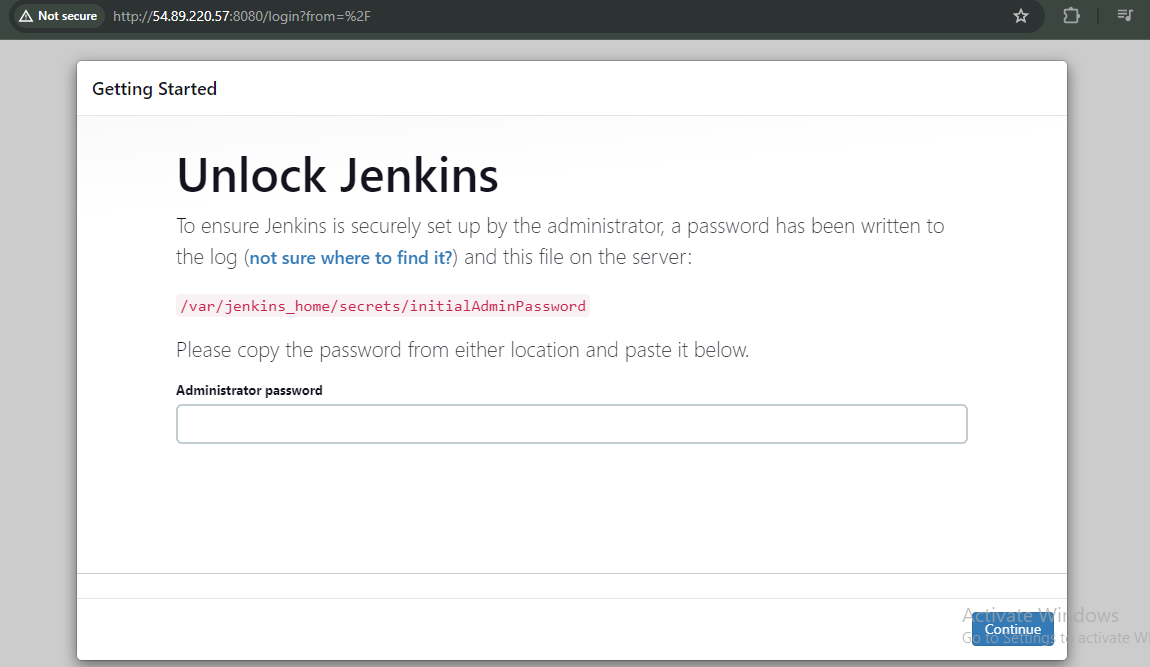 Not secure http://54.89.220.57:8080/login?from=%2F
Getting Started
Unlock Jenkins
To ensure Jenkins is securely set up by the administrator, a password has been written to
the log (not sure where to find it?) and this file on the server:
/var/jenkins_home/secrets/initialAdminPassword
Please copy the password from either location and paste it below.
Administrator password
Activate Windows
Continue
Go to Settings to activate Wi